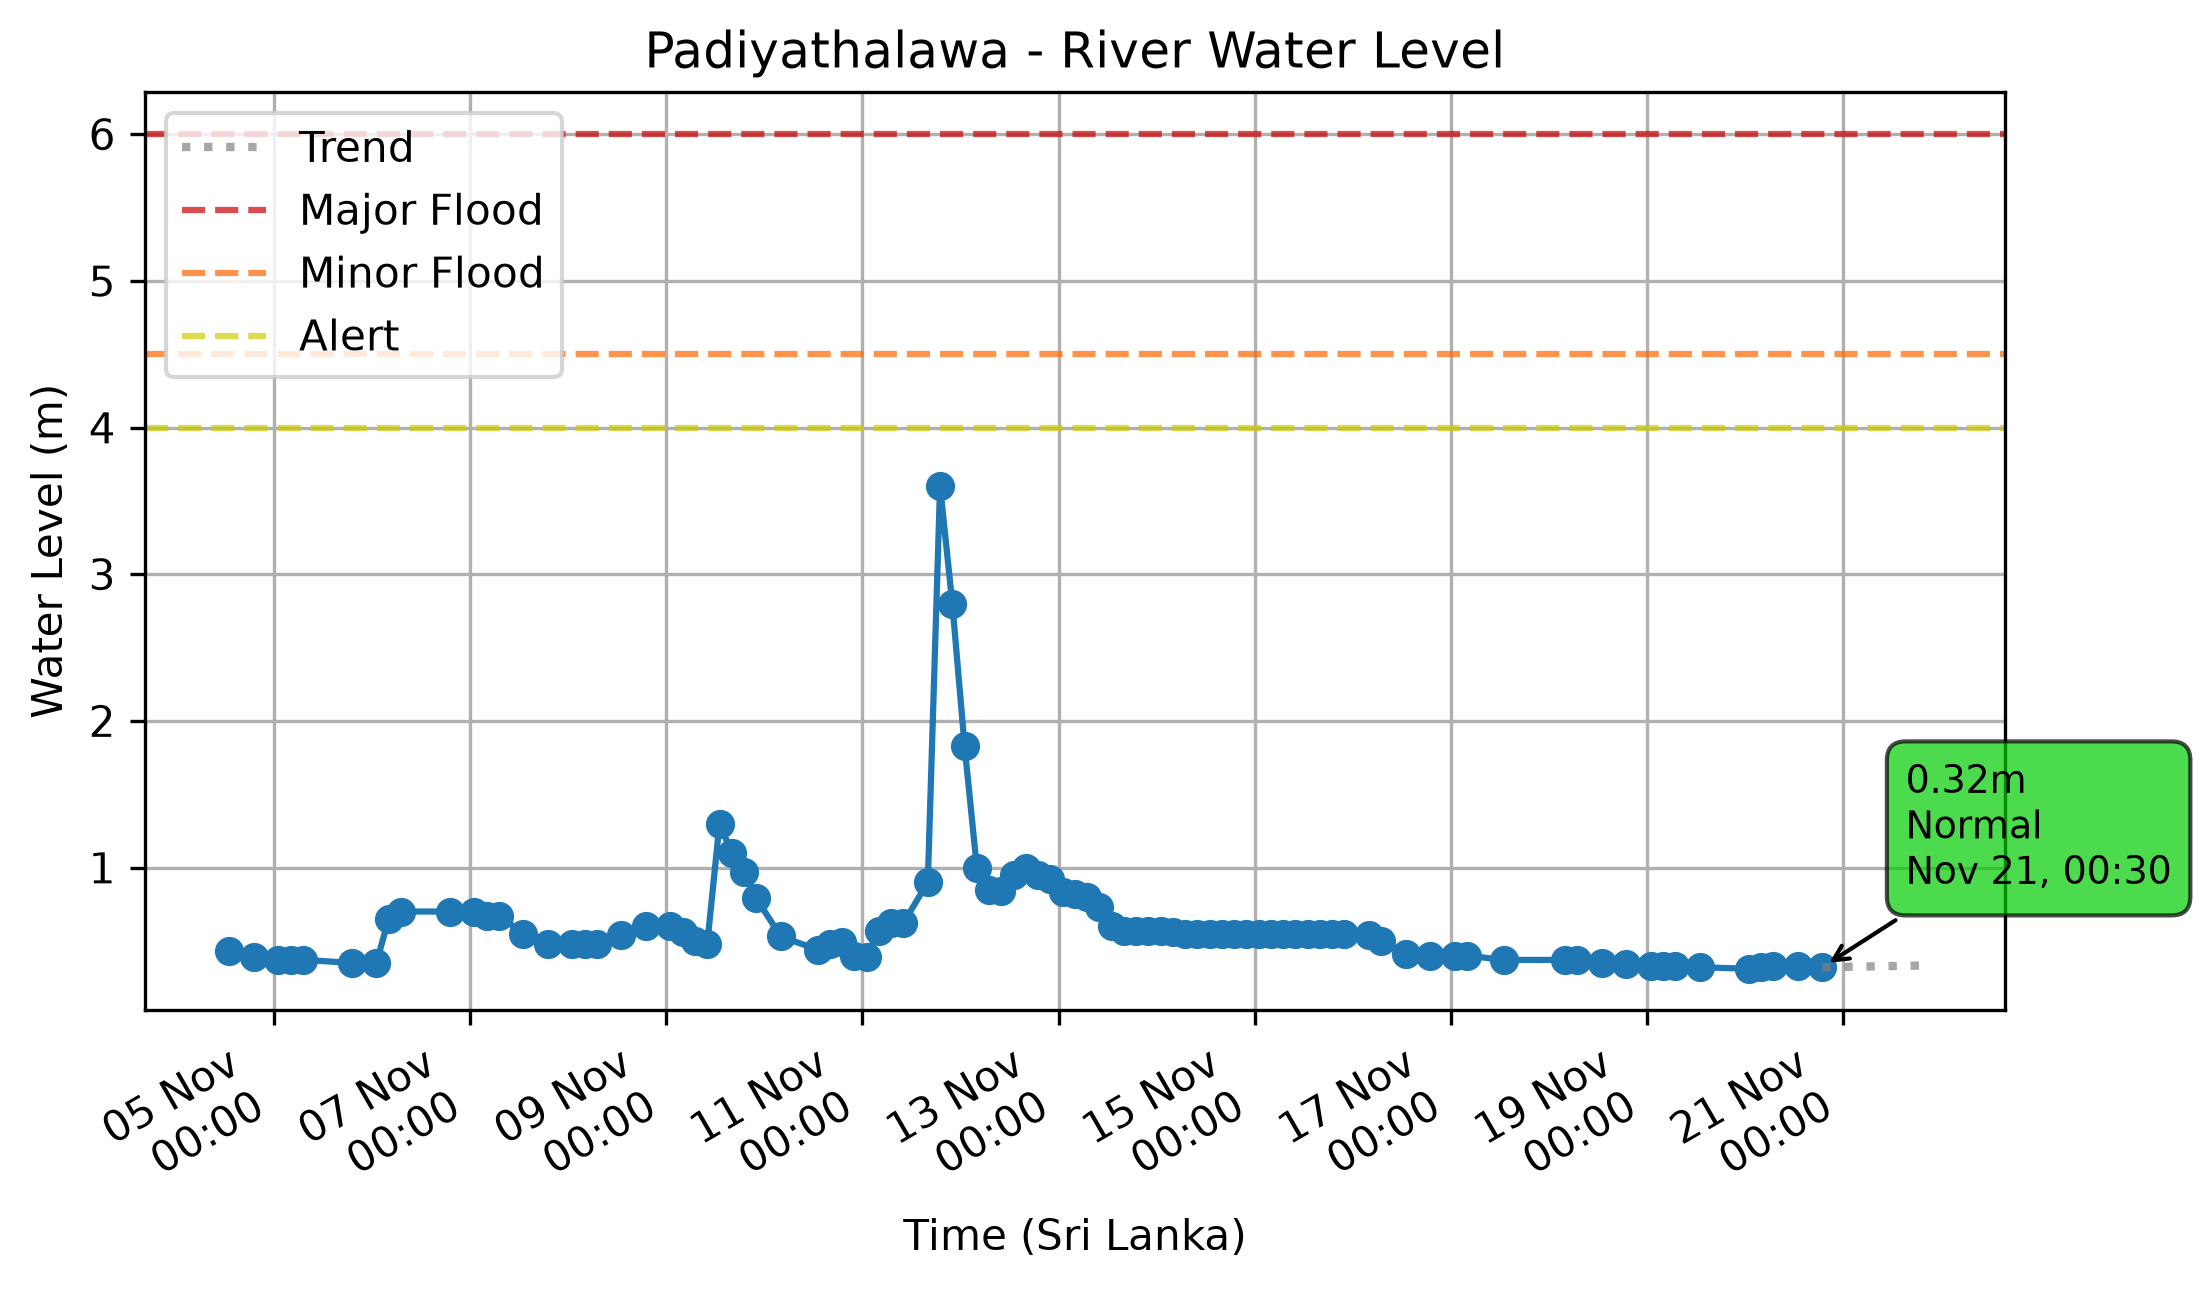 Padiyathalawa - River Water Level
Trend
Major Flood
Minor Flood
Alert
Water Level (m)
6
5
4
3
2
1
0.32m
Normal
Nov 21, 00:30
05 Nov
00:00
07 Nov
00:00
09 Nov
00:00
11 Nov
00:00
13 Nov
00:00
15 Nov
00:00
17 Nov
00:00
19 Nov
00:00
21 Nov
00:00
Time (Sri Lanka)